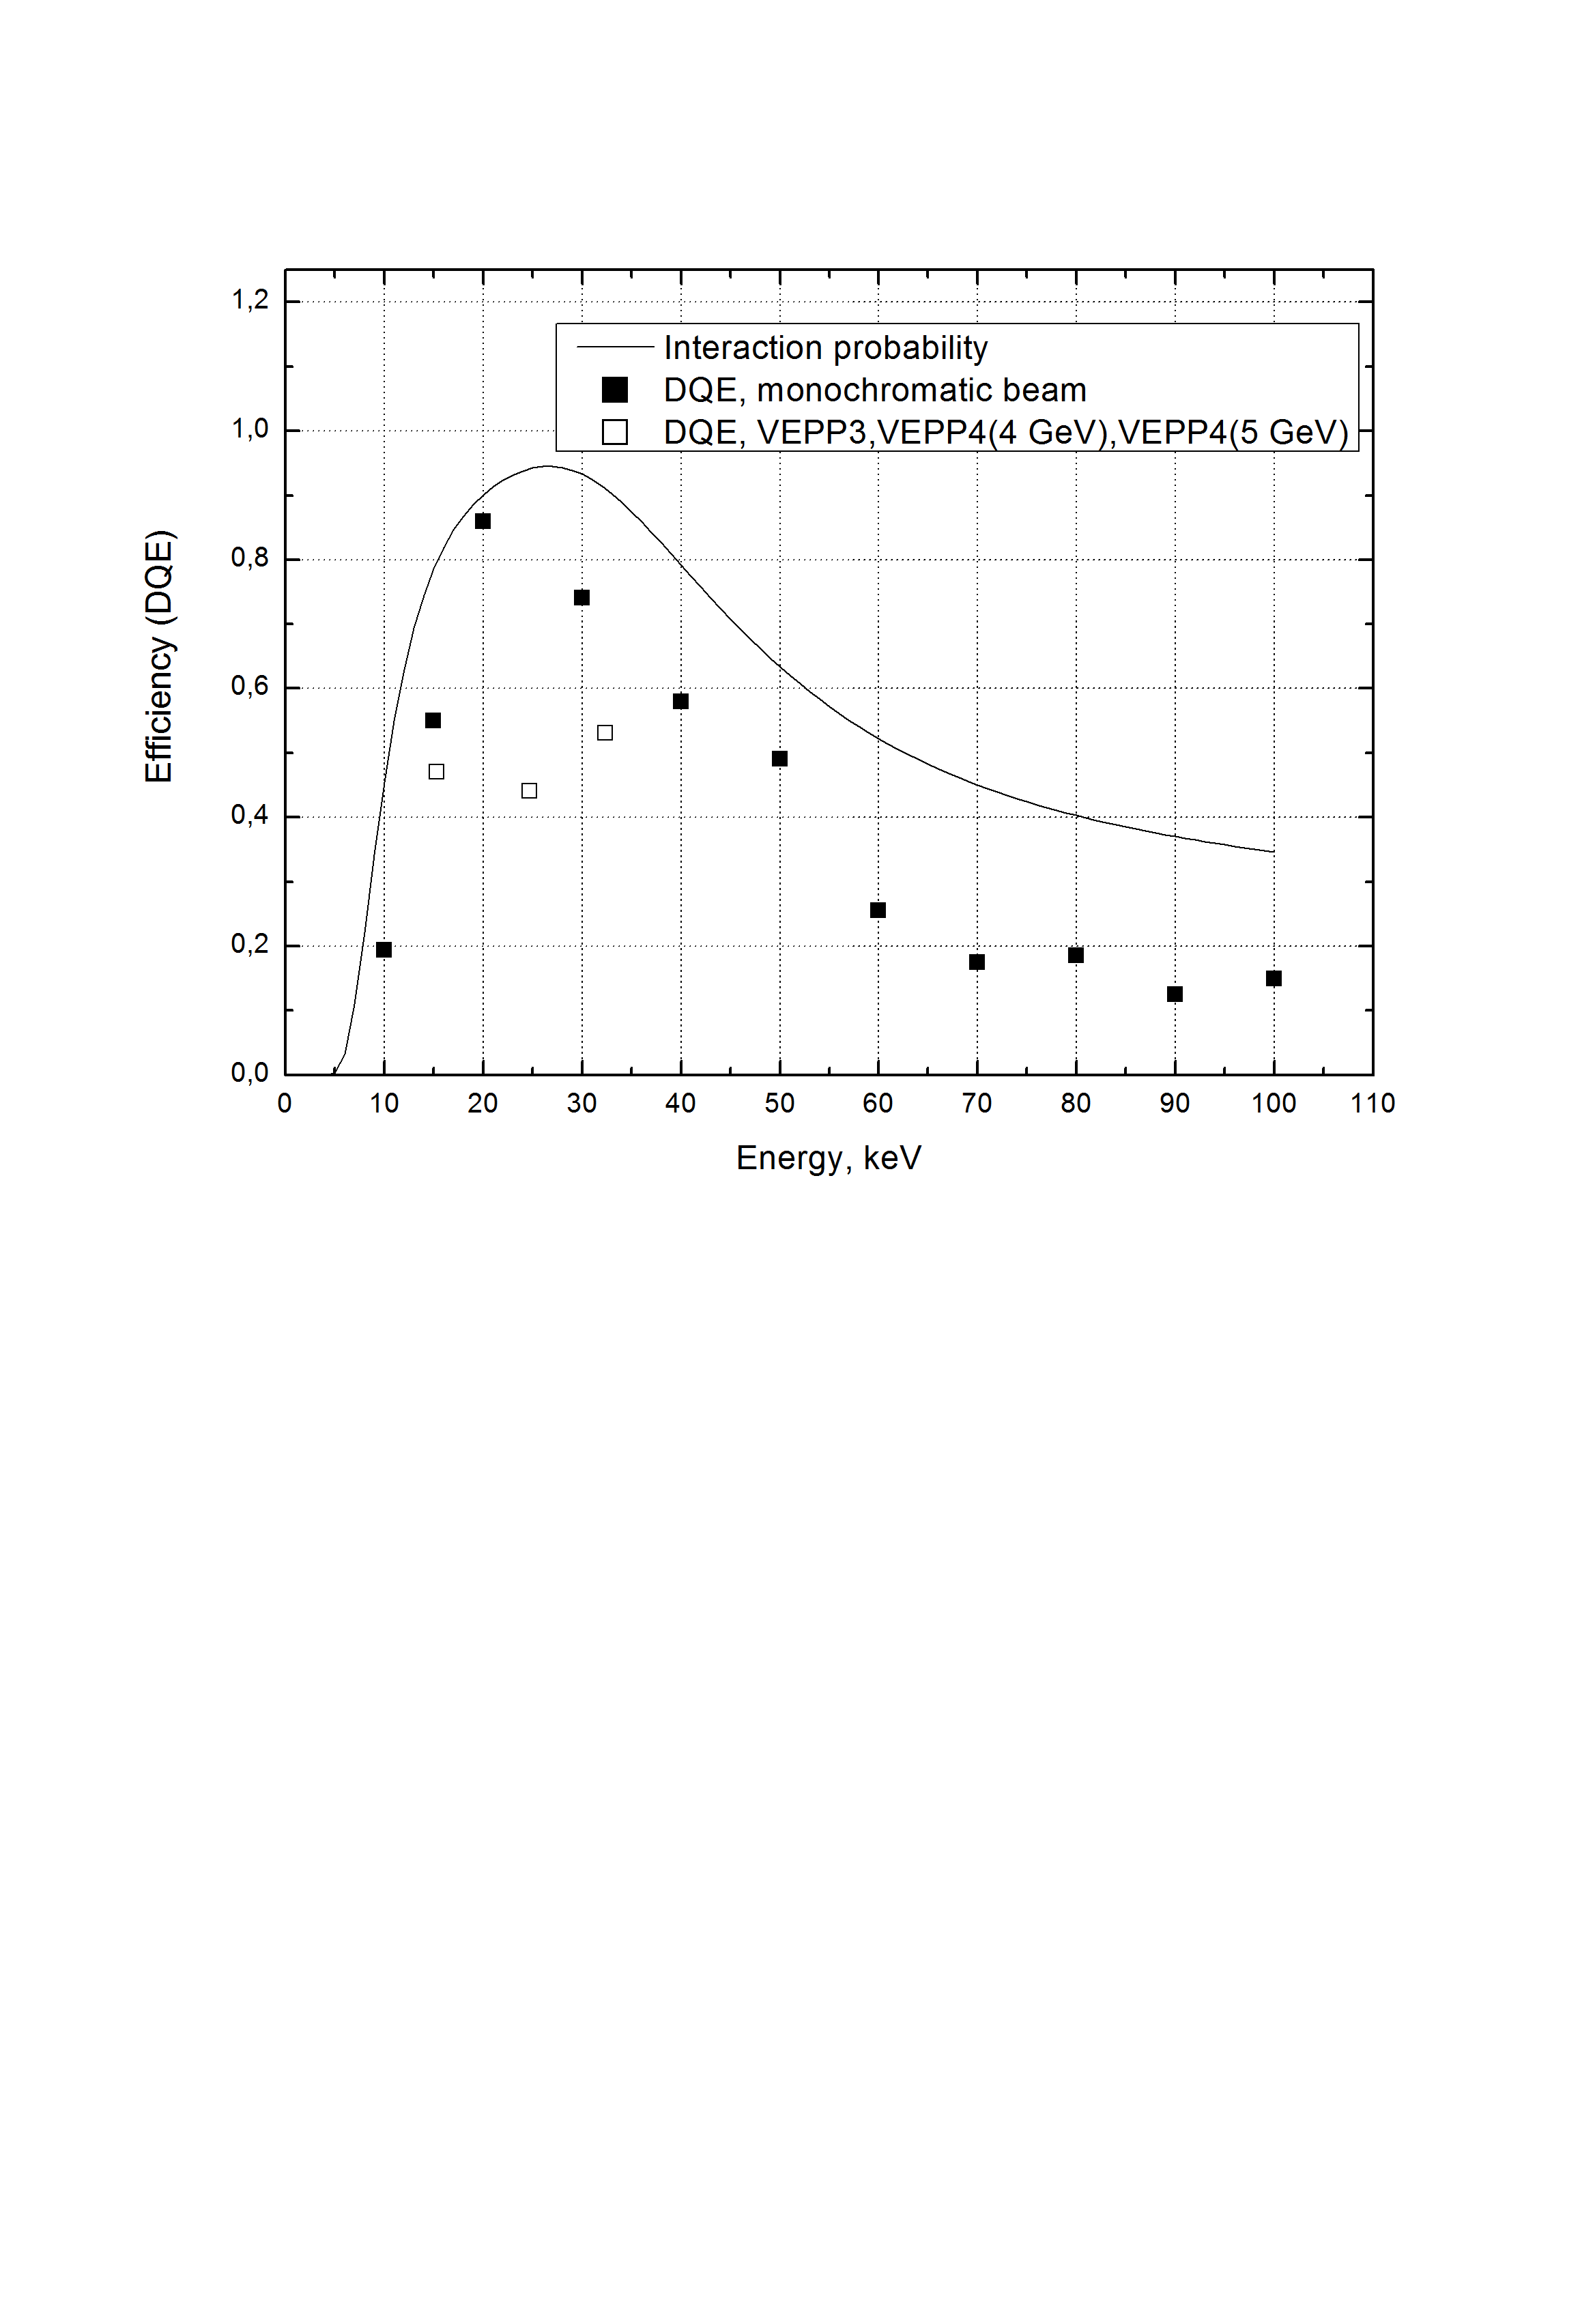 1,2
1,0
0,8
0,6
0,4
0,2
0,0
Efficiency (DQE)
Interaction probability
DQE, monochromatic beam
DQE, VEPP3,VEPP4(4 GeV),VEPP4(5 GeV)
0 10 20 30 40 50 60 70 80 90 100 110
Energy, keV